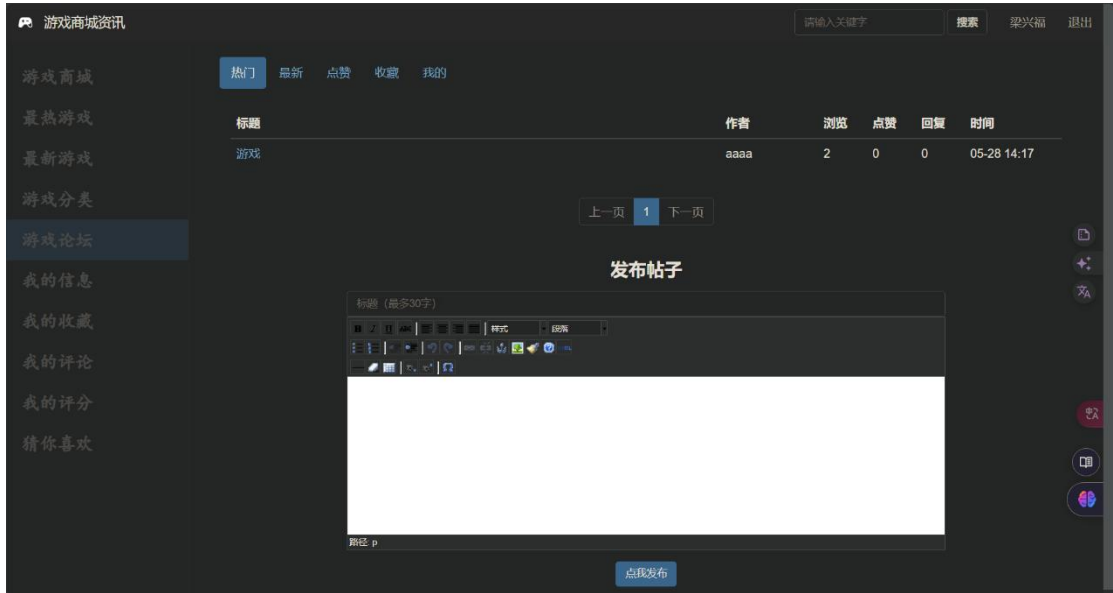 游戏商城资讯 请输入关键字 搜索 梁兴福 退出
游戏商城
最热游戏
最新游戏
游戏分类
游戏论坛
我的信息
我的收藏
我的评论
我的评分
猜你喜欢
热门 最新 点赞 收藏 我的
标题 作者 浏览 点赞 回复 时间
游戏 aaaa 2 0 0 05-28 14:17
上一页 1 下一页
发布帖子
标题（最多30字）
B I U ABC 样式 段落
路径: p
点我发布